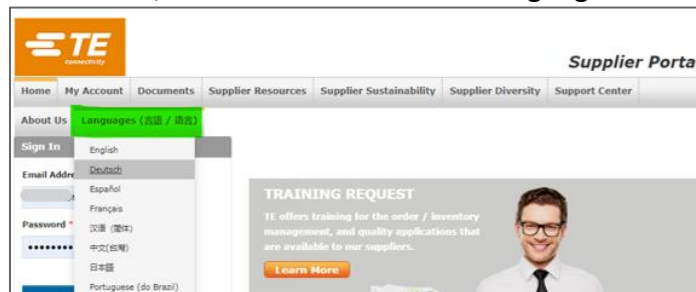 TE
connectivity
Supplier Porta
Home My Account Documents Supplier Resources Supplier Sustainability Supplier Diversity Support Center
About Us Languages (言語 / 语言)
Sign In
English
Email Addre
Deutsch
Español
Français
Password *
汉语 (简体)
中文(台灣)
日本語
Portuguese (do Brazil)
TRAINING REQUEST
TE offers training for the order / inventory
management, and quality applications that
are available to our suppliers.
Learn More